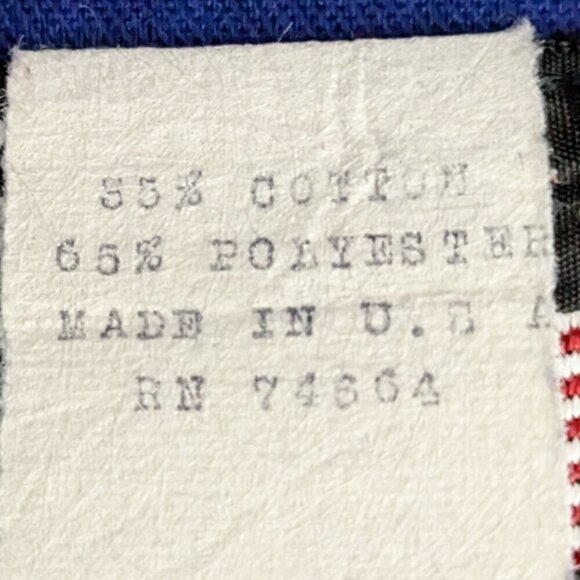 35% COTTON
65% POLYESTER
MADE IN U.S A
RN 74664